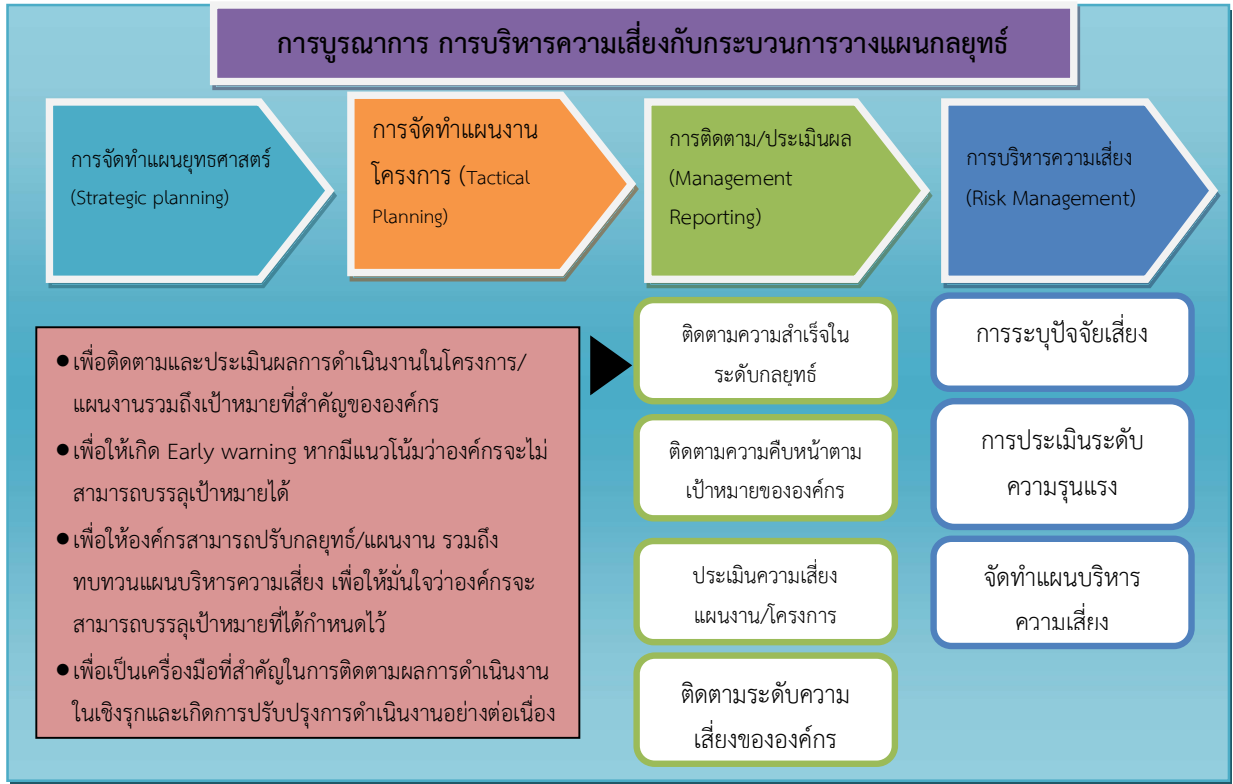 การบูรณาการ การบริหารความเสี่ยงกับกระบวนการวางแผนกลยุทธ์
การจัดทำแผนยุทธศาสตร์
(Strategic planning)
การจัดทำแผนงาน
โครงการ (Tactical
Planning)
การติดตาม/ประเมินผล
(Management
Reporting)
การบริหารความเสี่ยง
(Risk Management)
●เพื่อติดตามและประเมินผลการดำเนินงานในโครงการ/
แผนงานรวมถึงเป้าหมายที่สำคัญขององค์กร
●เพื่อให้เกิด Early warning หากมีแนวโน้มว่าองค์กรจะไม่
สามารถบรรลุเป้าหมายได้
●เพื่อให้องค์กรสามารถปรับกลยุทธ์/แผนงาน รวมถึง
ทบทวนแผนบริหารความเสี่ยง เพื่อให้มั่นใจว่าองค์กรจะ
สามารถบรรลุเป้าหมายที่ได้กำหนดไว้
●เพื่อเป็นเครื่องมือที่สำคัญในการติดตามผลการดำเนินงาน
ในเชิงรุกและเกิดการปรับปรุงการดำเนินงานอย่างต่อเนื่อง
ติดตามความสำเร็จใน
ระดับกลยุทธ์
ติดตามความคืบหน้าตาม
เป้าหมายขององค์กร
ประเมินความเสี่ยง
แผนงาน/โครงการ
ติดตามระดับความ
เสี่ยงขององค์กร
การระบุปัจจัยเสี่ยง
การประเมินระดับ
ความรุนแรง
จัดทำแผนบริหาร
ความเสี่ยง